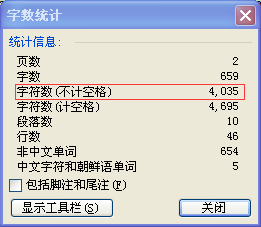 字数统计
统计信息:
页数 2
字数 659
字符数(不计空格) 4,035
字符数(计空格) 4,695
段落数 10
行数 46
非中文单词 654
中文字符和朝鲜语单词 5
包括脚注和尾注(F)
显示工具栏(S) 关闭